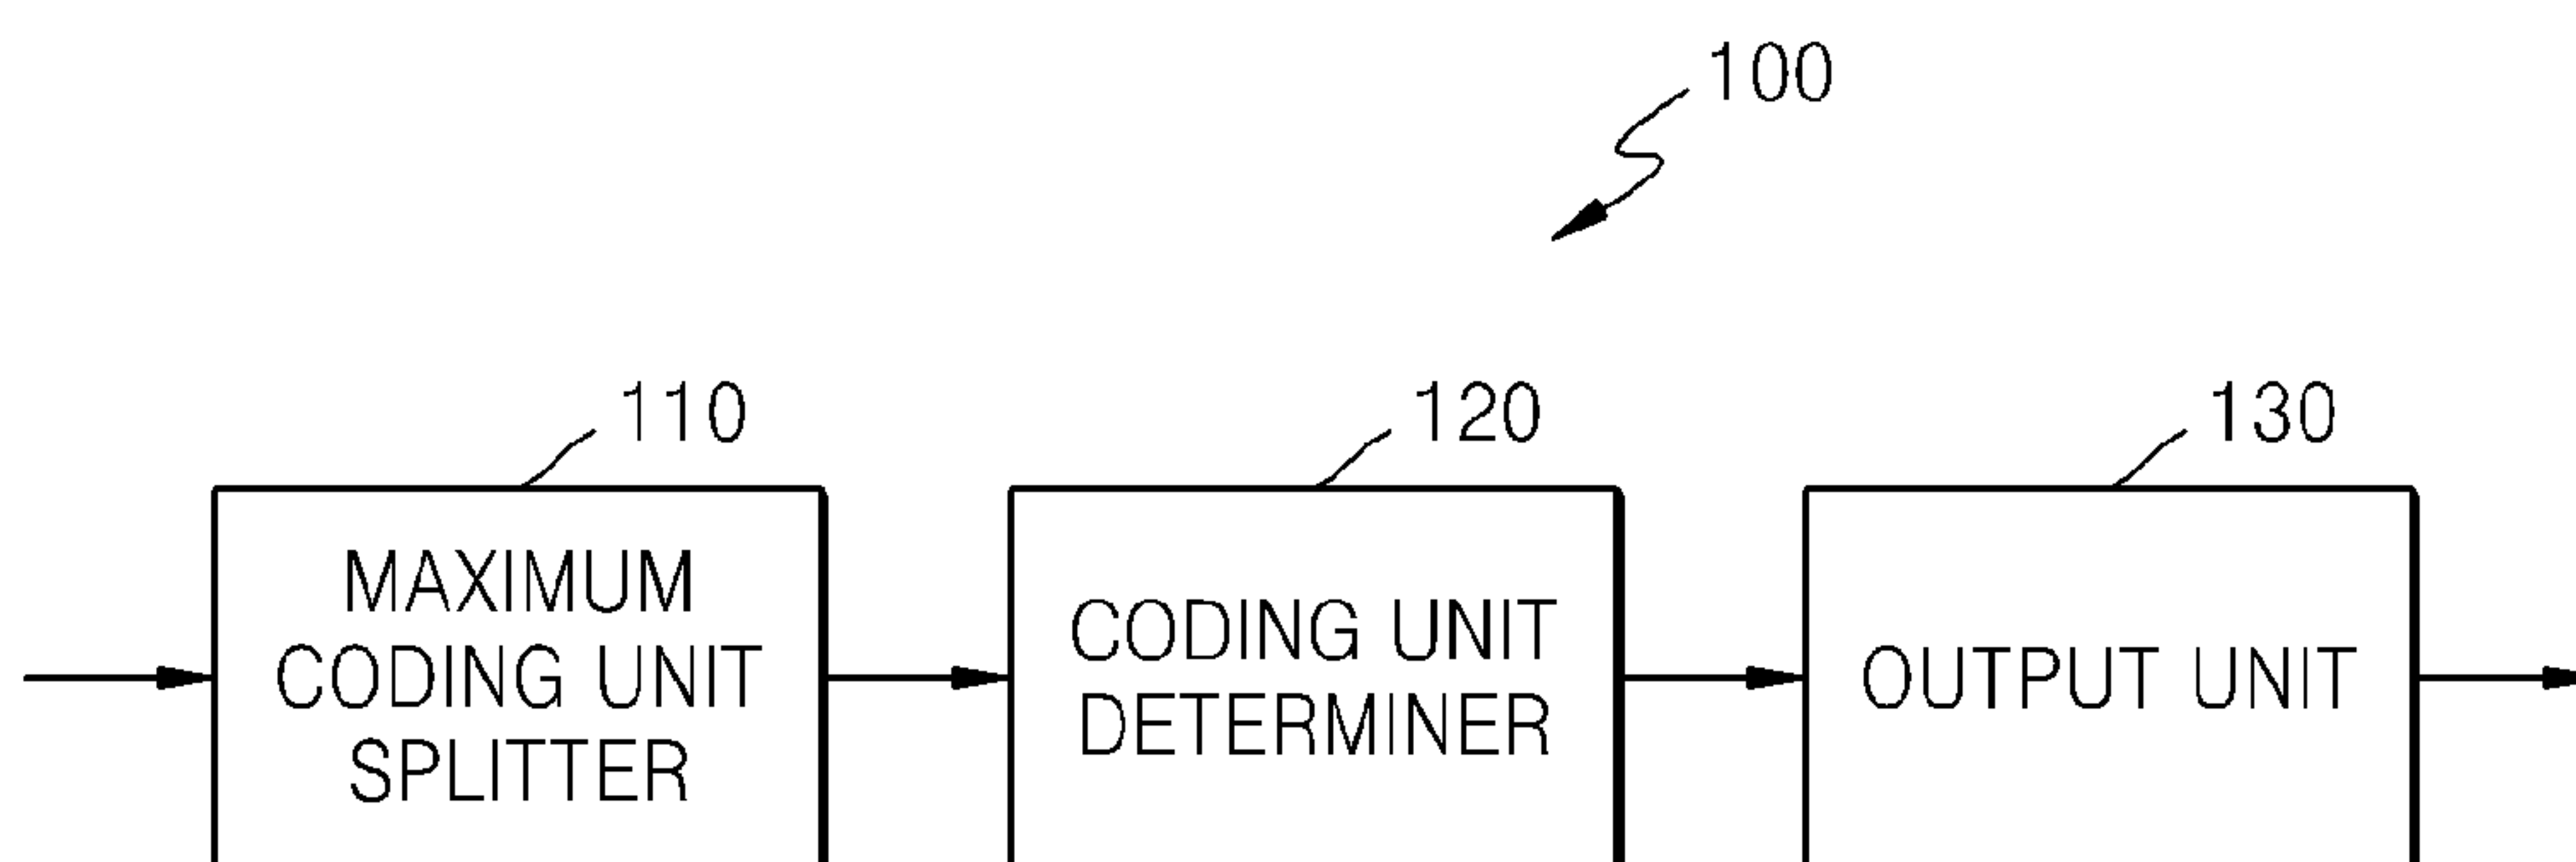 100
110
120
130
MAXIMUM
CODING UNIT
SPLITTER
CODING UNIT
DETERMINER
OUTPUT UNIT